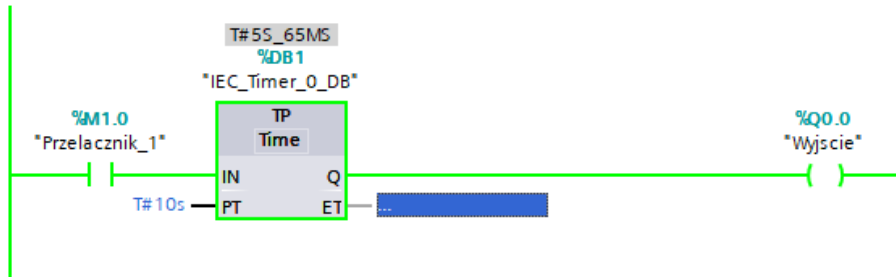 T#5S_65MS
%DB1
"IEC_Timer_0_DB"
%M1.0
"Przelacznik_1"
TP
Time
%Q0.0
"Wyjscie"
IN
Q
T#10s
PT
ET
...